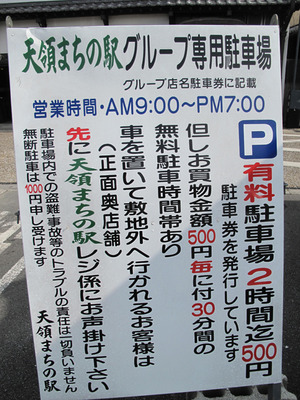 天領まちの駅グループ専用駐車場
グループ店名駐車券に記載
営業時間・AM9:00〜PM7:00
P有料駐車場2時間迄500円
駐車券を発行しています
但しお買物金額500円毎に付30分間の
無料駐車時間帯あり
車を置いて敷地外へ行かれるお客様は
(正面奥店舗)
先に天領まちの駅レジ係にお声掛け下さい
駐車場内での盗難事故等のトラブルの責任は一切負いません
無断駐車は1000円申し受けます
天領まちの駅